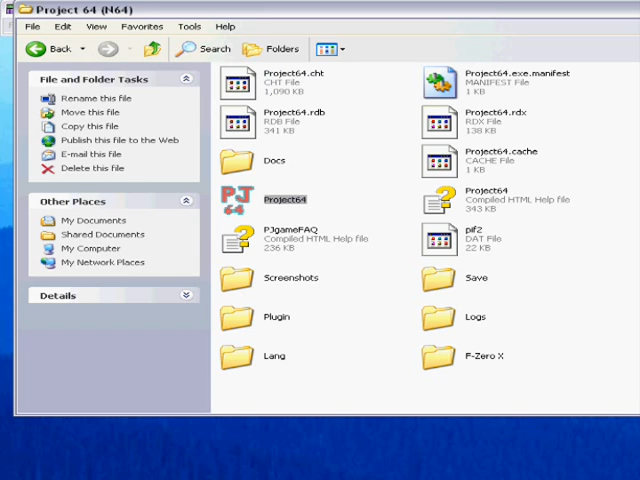 Project 64 (N64)
File Edit View Favorites Tools Help
Back Search Folders
File and Folder Tasks
Rename this file
Move this file
Copy this file
Publish this file to the Web
E-mail this file
Delete this file
Other Places
My Documents
Shared Documents
My Computer
My Network Places
Details
Project64.cht
CHT File
1,090 KB
Project64.exe.manifest
MANIFEST File
1 KB
Project64.rdb
RDB File
341 KB
Project64.rdx
RDX File
138 KB
Docs
Project64.cache
CACHE File
1 KB
PJ
64
Project64
Project64
Compiled HTML Help file
343 KB
PJgameFAQ
Compiled HTML Help file
236 KB
pif2
DAT File
22 KB
Screenshots
Save
Plugin
Logs
Lang
F-Zero X